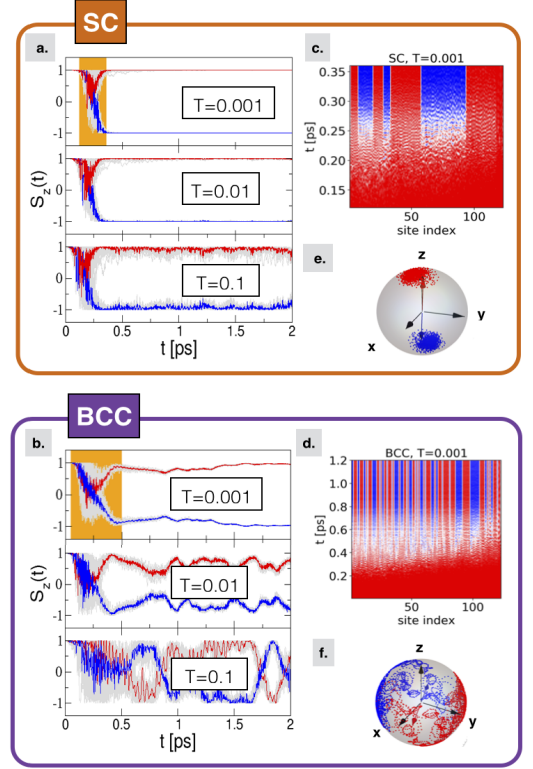 SC
a.
1
0
-1
T=0.001
1
0
-1
T=0.01
1
0
-1
T=0.1
S_z(t)
0 0.5 1 1.5 2
t [ps]
c.
SC, T=0.001
0.35
0.30
0.25
0.20
0.15
t [ps]
50 100
site index
e.
z
y
x
BCC
b.
1
0
-1
T=0.001
1
0
-1
T=0.01
1
0
-1
T=0.1
S_z(t)
0 0.5 1 1.5 2
t [ps]
d.
BCC, T=0.001
1.2
1.0
0.8
0.6
0.4
0.2
t [ps]
50 100
site index
f.
z
y
x